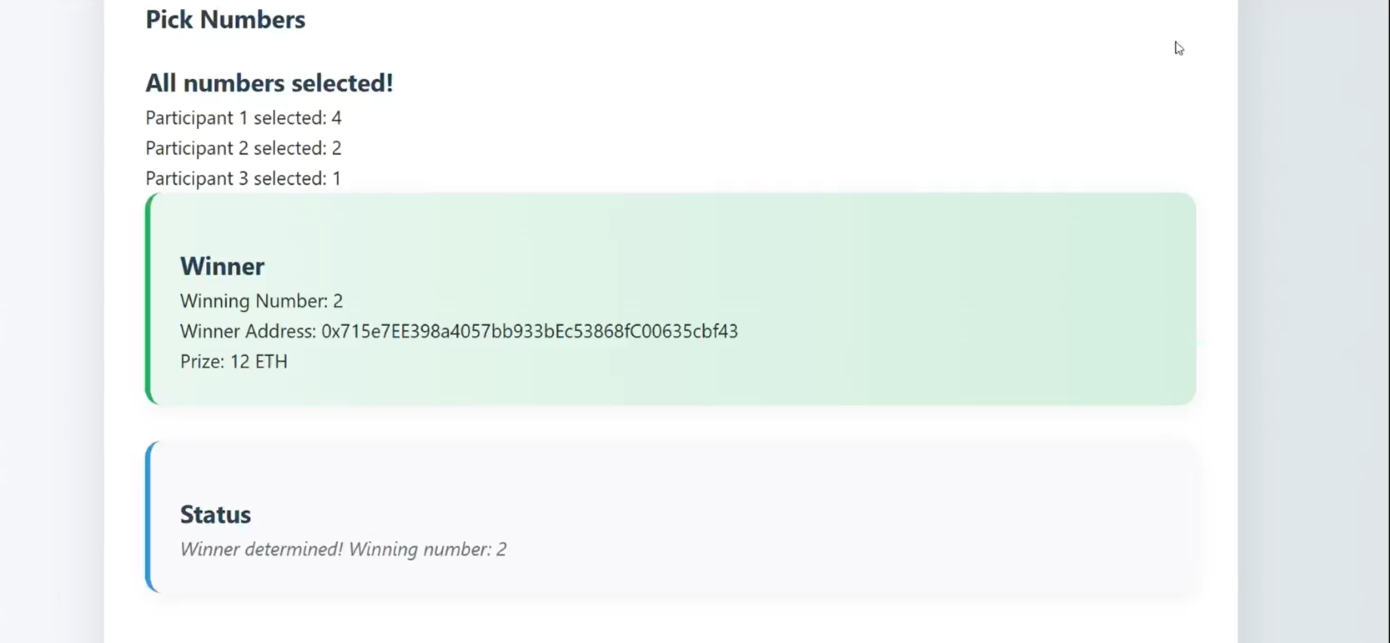 Pick Numbers
All numbers selected!
Participant 1 selected: 4
Participant 2 selected: 2
Participant 3 selected: 1
Winner
Winning Number: 2
Winner Address: 0x715e7EE398a4057bb933bEc53868fC00635cbf43
Prize: 12 ETH
Status
Winner determined! Winning number: 2